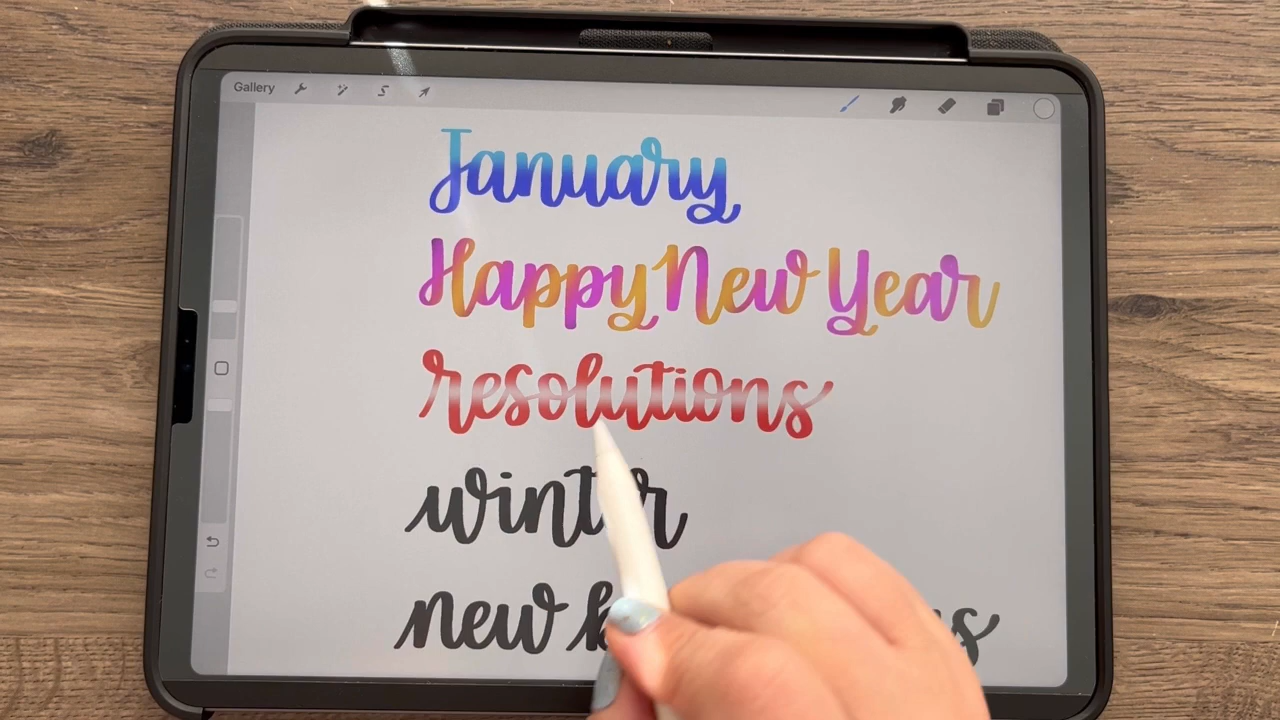 Gallery
January
Happy New Year
resolutions
winter
new